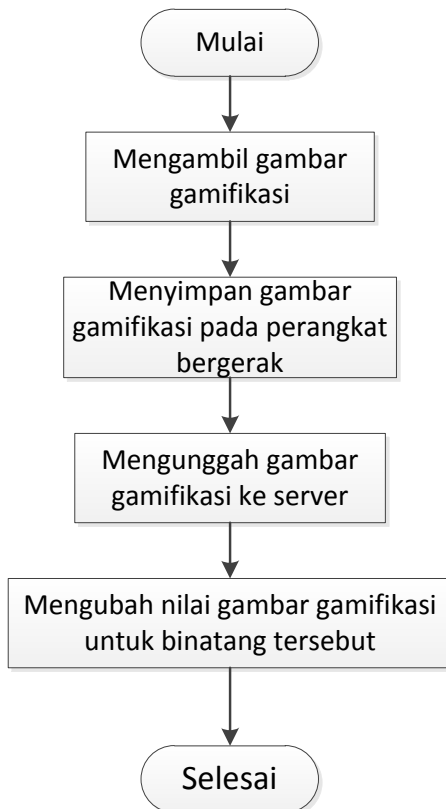 Mulai
Mengambil gambar
gamifikasi
Menyimpan gambar
gamifikasi pada perangkat
bergerak
Mengunggah gambar
gamifikasi ke server
Mengubah nilai gambar gamifikasi
untuk binatang tersebut
Selesai